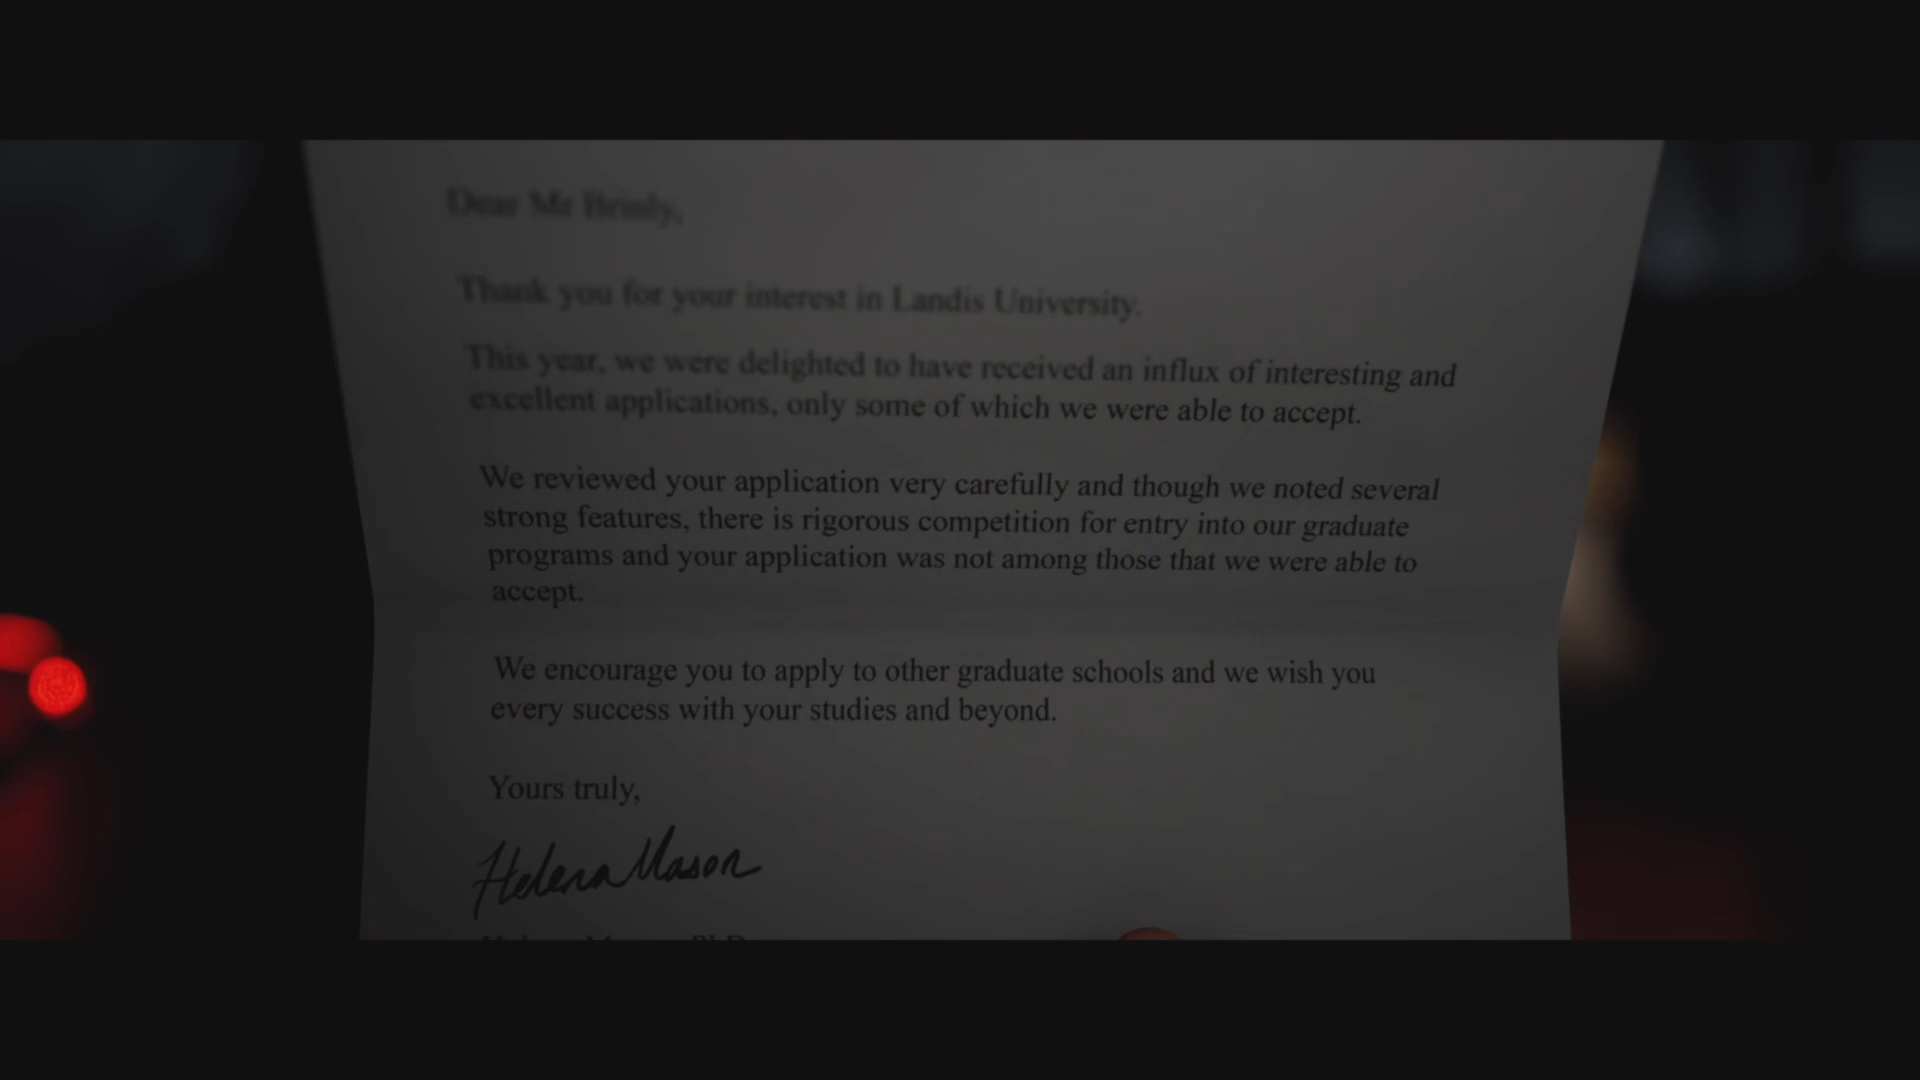 Dear Mr Brinly,
Thank you for your interest in Landis University.
This year, we were delighted to have received an influx of interesting and
excellent applications, only some of which we were able to accept.
We reviewed your application very carefully and though we noted several
strong features, there is rigorous competition for entry into our graduate
programs and your application was not among those that we were able to
accept.
We encourage you to apply to other graduate schools and we wish you
every success with your studies and beyond.
Yours truly,
Helena Mason